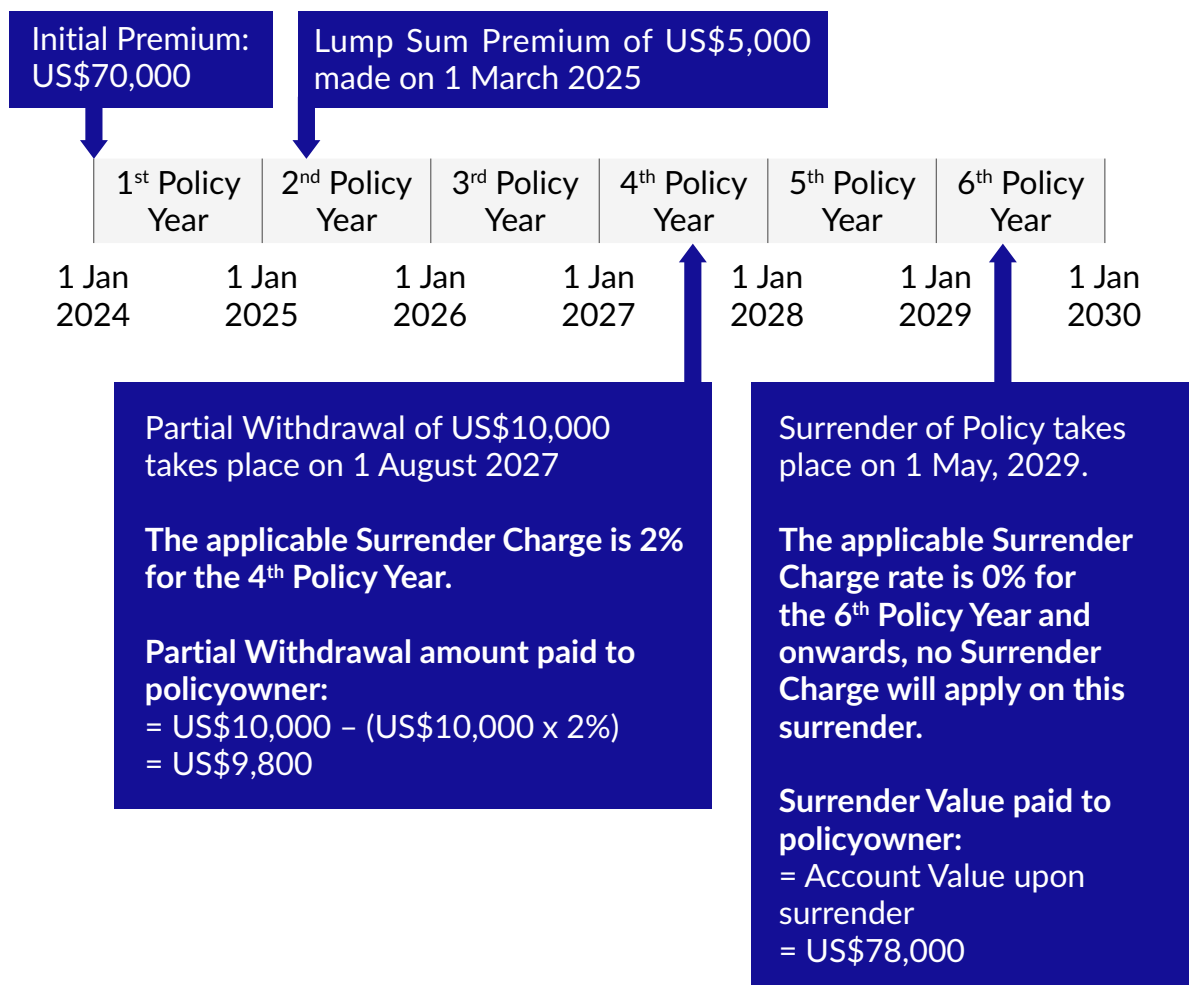 Initial Premium:
US$70,000
Lump Sum Premium of US$5,000
made on 1 March 2025
1st Policy
Year
2nd Policy
Year
3rd Policy
Year
4th Policy
Year
5th Policy
Year
6th Policy
Year
1 Jan
2024
1 Jan
2025
1 Jan
2026
1 Jan
2027
1 Jan
2028
1 Jan
2029
1 Jan
2030
Partial Withdrawal of US$10,000
takes place on 1 August 2027
The applicable Surrender Charge is 2%
for the 4th Policy Year.
Partial Withdrawal amount paid to
policyowner:
= US$10,000 – (US$10,000 x 2%)
= US$9,800
Surrender of Policy takes
place on 1 May, 2029.
The applicable Surrender
Charge rate is 0% for
the 6th Policy Year and
onwards, no Surrender
Charge will apply on this
surrender.
Surrender Value paid to
policyowner:
= Account Value upon
surrender
= US$78,000